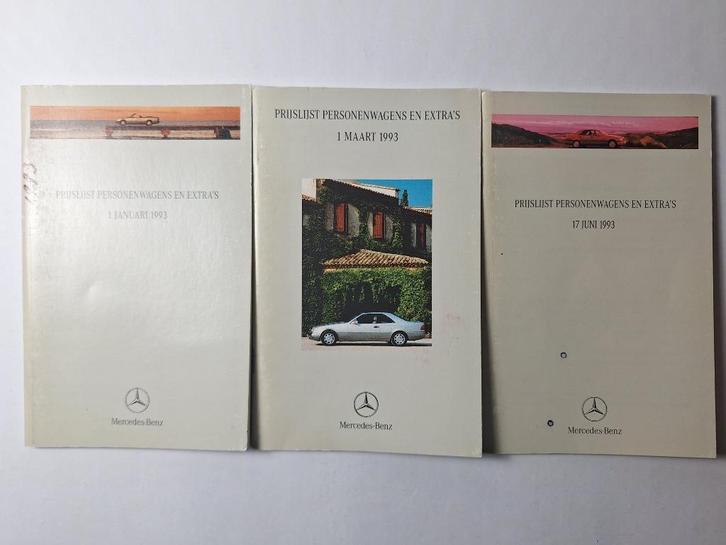 PRIJSLIJST PERSONENWAGENS EN EXTRA'S
1 JANUARI 1993
Mercedes-Benz
PRIJSLIJST PERSONENWAGENS EN EXTRA'S
1 MAART 1993
Mercedes-Benz
PRIJSLIJST PERSONENWAGENS EN EXTRA'S
17 JUNI 1993
Mercedes-Benz